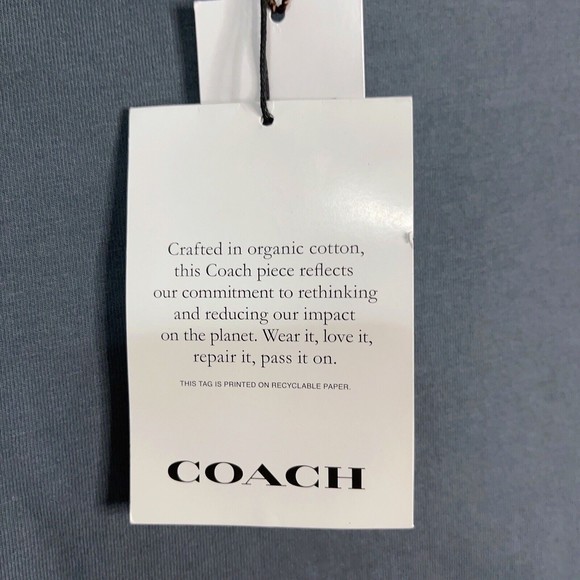 Crafted in organic cotton,
this Coach piece reflects
our commitment to rethinking
and reducing our impact
on the planet. Wear it, love it,
repair it, pass it on.
THIS TAG IS PRINTED ON RECYCLABLE PAPER.
COACH